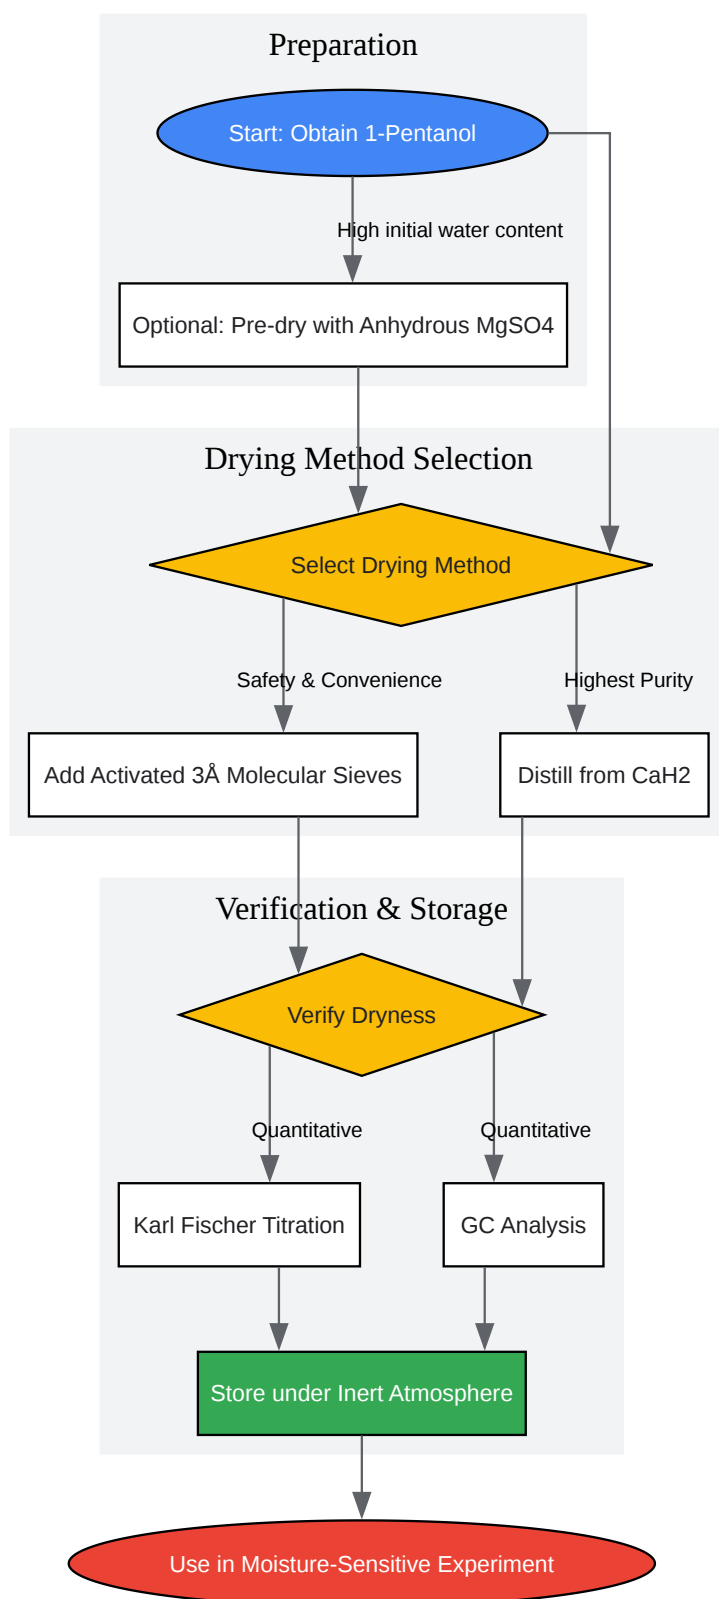 Preparation
Start: Obtain 1-Pentanol
High initial water content
Optional: Pre-dry with Anhydrous MgSO4
Drying Method Selection
Select Drying Method
Safety & Convenience
Highest Purity
Add Activated 3Å Molecular Sieves
Distill from CaH2
Verification & Storage
Verify Dryness
Quantitative
Quantitative
Karl Fischer Titration
GC Analysis
Store under Inert Atmosphere
Use in Moisture-Sensitive Experiment